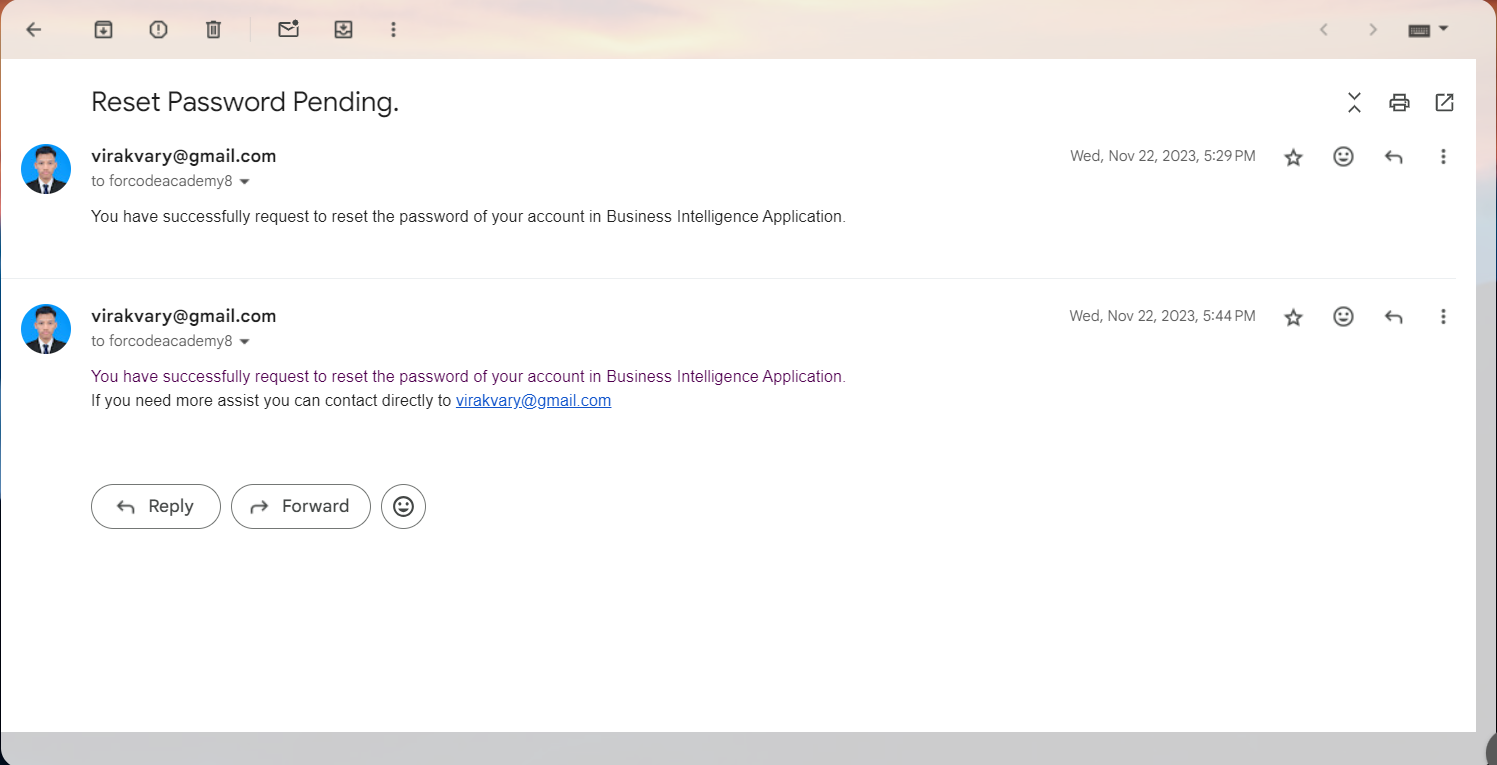 Reset Password Pending.
virakvary@gmail.com
Wed, Nov 22, 2023, 5:29 PM
to forcodeacademy8
You have successfully request to reset the password of your account in Business Intelligence Application.
virakvary@gmail.com
Wed, Nov 22, 2023, 5:44 PM
to forcodeacademy8
You have successfully request to reset the password of your account in Business Intelligence Application.
If you need more assist you can contact directly to virakvary@gmail.com
Reply
Forward